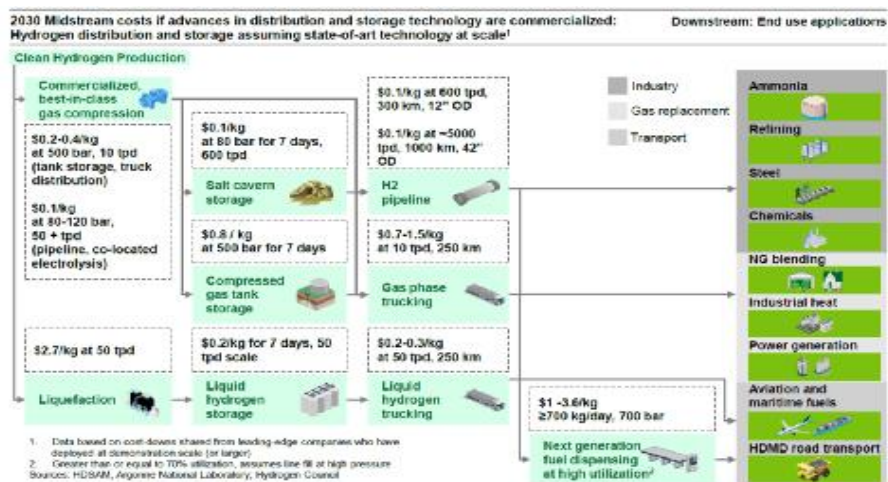 2030 Midstream costs if advances in distribution and storage technology are commercialized:
Hydrogen distribution and storage assuming state-of-art technology at scale¹
Downstream: End use applications
Clean Hydrogen Production
Commercialized,
best-in-class
gas compression
$0.2-0.4/kg
at 500 bar, 10 tpd
(tank storage, truck
distribution)
$0.1/kg
at 80-120 bar,
50 + tpd
(pipeline, co-located
electrolysis)
$0.1/kg
at 80 bar for 7 days,
600 tpd
Salt cavern
storage
$0.8 / kg
at 500 bar for 7 days
Compressed
gas tank
storage
$0.1/kg at 600 tpd,
300 km, 12" OD
$0.1/kg at ~5000
tpd, 1000 km, 42"
OD
H2
pipeline
$0.7-1.5/kg
at 10 tpd, 250 km
Gas phase
trucking
$2.7/kg at 50 tpd
Liquefaction
$0.2/kg for 7 days, 50
tpd scale
Liquid
hydrogen
storage
$0.2-0.3/kg
at 50 tpd, 250 km
Liquid
hydrogen
trucking
$1 -3.6/kg
≥700 kg/day, 700 bar
Next generation
fuel dispensing
at high utilization²
Industry
Gas replacement
Transport
Ammonia
Refining
Steel
Chemicals
NG blending
Industrial heat
Power generation
Aviation and
maritime fuels
HDMD road transport
1. Data based on cost-downs shared from leading-edge companies who have
deployed at demonstration scale (or larger)
2. Greater than or equal to 70% utilization, assumes line fill at high pressure
Sources: HDSAM, Argonne National Laboratory, Hydrogen Council